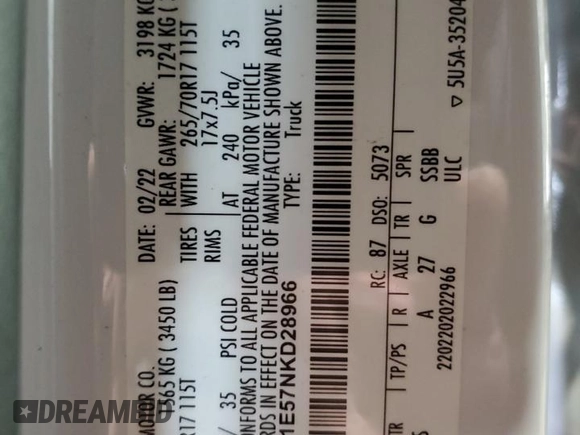 MOTOR CO.
DATE: 02/22 GVWR: 3198 KG
1565 KG ( 3450 LB) REAR GAWR: 1724 KG (
R17 115T TIRES WITH 265/70R17 115T
RIMS 17x7.5J
/ 35 PSI COLD AT 240 kPa/ 35
CONFORMS TO ALL APPLICABLE FEDERAL MOTOR VEHICLE
RDS IN EFFECT ON THE DATE OF MANUFACTURE SHOWN ABOVE.
1E57NKD28966 TYPE: Truck
RC: 87 DSO: 5073
TP/PS R AXLE TR SPR
A 27 G SSBB
2202202022966 ULC
▽ 5U5A-35204
DREAMBID